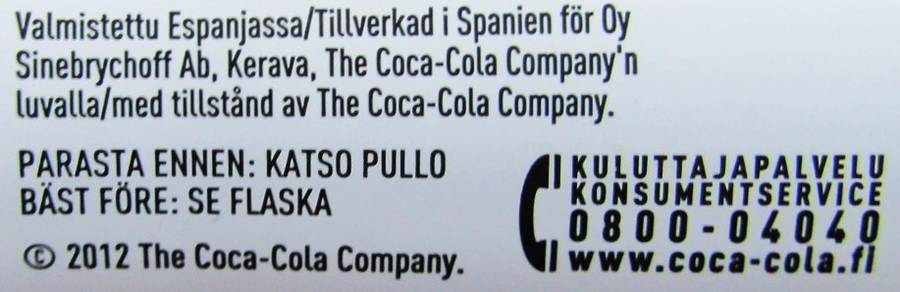 Valmistettu Espanjassa/Tillverkad i Spanien för Oy
Sinebrychoff Ab, Kerava, The Coca-Cola Company'n
luvalla/med tillstånd av The Coca-Cola Company.
PARASTA ENNEN: KATSO PULLO
BÄST FÖRE: SE FLASKA
© 2012 The Coca-Cola Company.
KULUTTAJAPALVELU
KONSUMENTSERVICE
0800-04040
www.coca-cola.fi